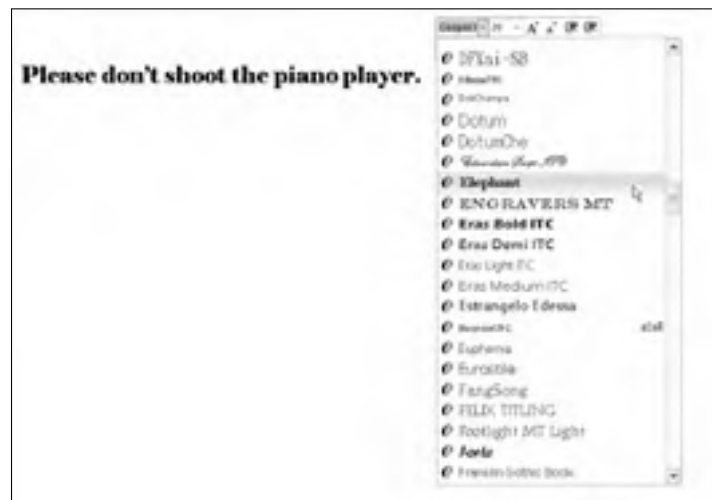 Please don't shoot the piano player.
DFKai-SB
Dotum
DotumChe
Elephant
ENGRAVERS MT
Eras Bold ITC
Eras Demi ITC
Eras Light ITC
Eras Medium ITC
Estrangelo Edessa
Euphemia
Eurostile
FangSong
FELIX TITLING
Footlight MT Light
Forte
Franklin Gothic Book